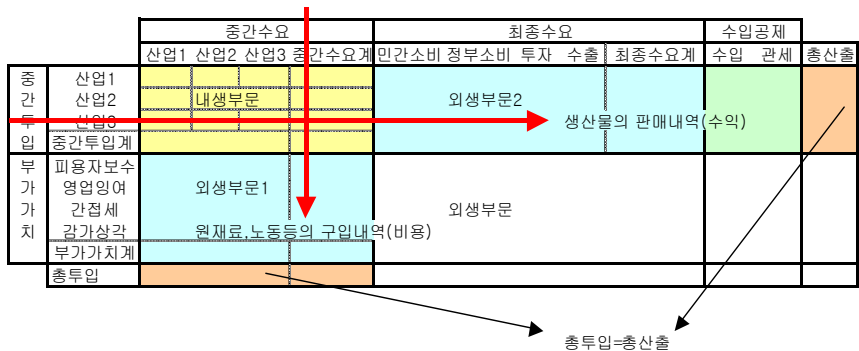 중간수요 최종수요 수입공제
산업1 산업2 산업3 중간수요계 민간소비 정부소비 투자 수출 최종수요계 수입 관세 총산출
중 산업1
간 산업2 내생부문 외생부문2
투 산업3 생산물의 판매내역(수익)
입 중간투입계
부 피용자보수
가 영업잉여 외생부문1
가 간접세 외생부문
치 감가상각 원재료,노동등의 구입내역(비용)
부가가치계
총투입
총투입=총산출